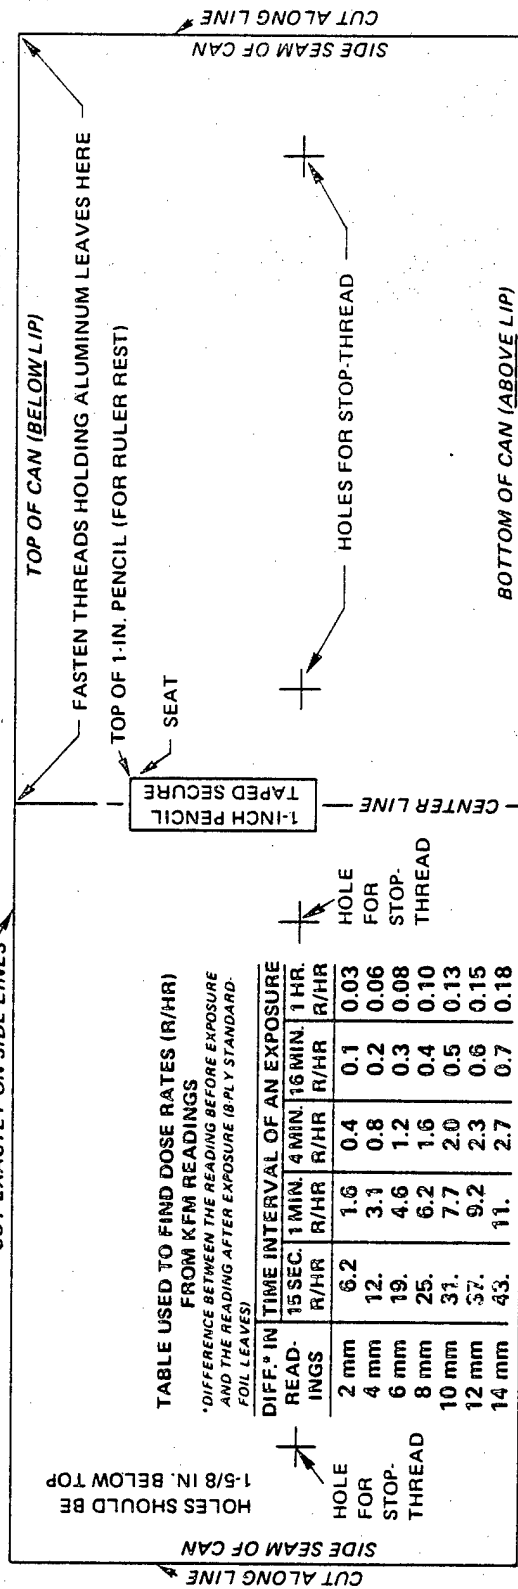 CUT EXACTLY ON SIDE LINES
CUT ALONG LINE
SIDE SEAM OF CAN
HOLES SHOULD BE
1-5/8 IN. BELOW TOP
HOLE
FOR
STOP-
THREAD
TABLE USED TO FIND DOSE RATES (R/HR)
FROM KFM READINGS
*DIFFERENCE BETWEEN THE READING BEFORE EXPOSURE
AND THE READING AFTER EXPOSURE (8-PLY STANDARD-
FOIL LEAVES)
DIFF.* IN TIME INTERVAL OF AN EXPOSURE
READ- 15 SEC. 1 MIN. 4 MIN. 16 MIN. 1 HR.
INGS R/HR R/HR R/HR R/HR R/HR
2 mm 6.2 1.6 0.4 0.1 0.03
4 mm 12. 3.1 0.8 0.2 0.06
6 mm 19. 4.6 1.2 0.3 0.08
8 mm 25. 6.2 1.6 0.4 0.10
10 mm 31. 7.7 2.0 0.5 0.13
12 mm 37. 9.2 2.3 0.6 0.15
14 mm 43. 11. 2.7 0.7 0.18
HOLE
FOR
STOP-
THREAD
1-INCH PENCIL
TAPED SECURE
CENTER LINE
TOP OF CAN (BELOW LIP)
FASTEN THREADS HOLDING ALUMINUM LEAVES HERE
TOP OF 1-IN. PENCIL (FOR RULER REST)
SEAT
HOLES FOR STOP-THREAD
BOTTOM OF CAN (ABOVE LIP)
SIDE SEAM OF CAN
CUT ALONG LINE